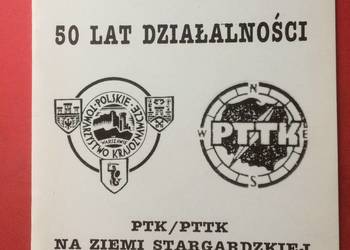 50 LAT DZIAŁALNOŚCI
TOWARZYSTWO KRAJOZNAWCZE
POLSKIE
WARSZAWA
N
W PTTK E
S
PTK/PTTK
NA ZIEMI STARGARDZKIEJ